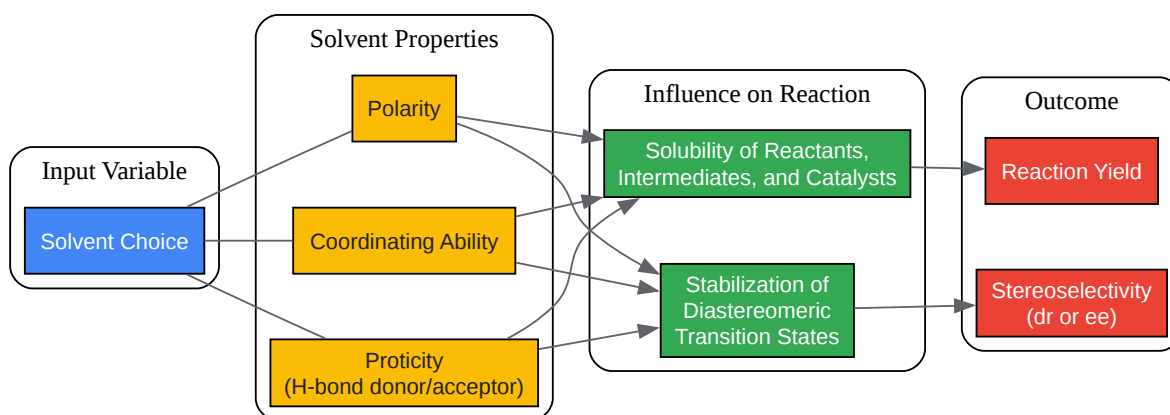 Input Variable
Solvent Choice
Solvent Properties
Polarity
Coordinating Ability
Proticity
(H-bond donor/acceptor)
Influence on Reaction
Solubility of Reactants,
Intermediates, and Catalysts
Stabilization of
Diastereomeric
Transition States
Outcome
Reaction Yield
Stereoselectivity
(dr or ee)